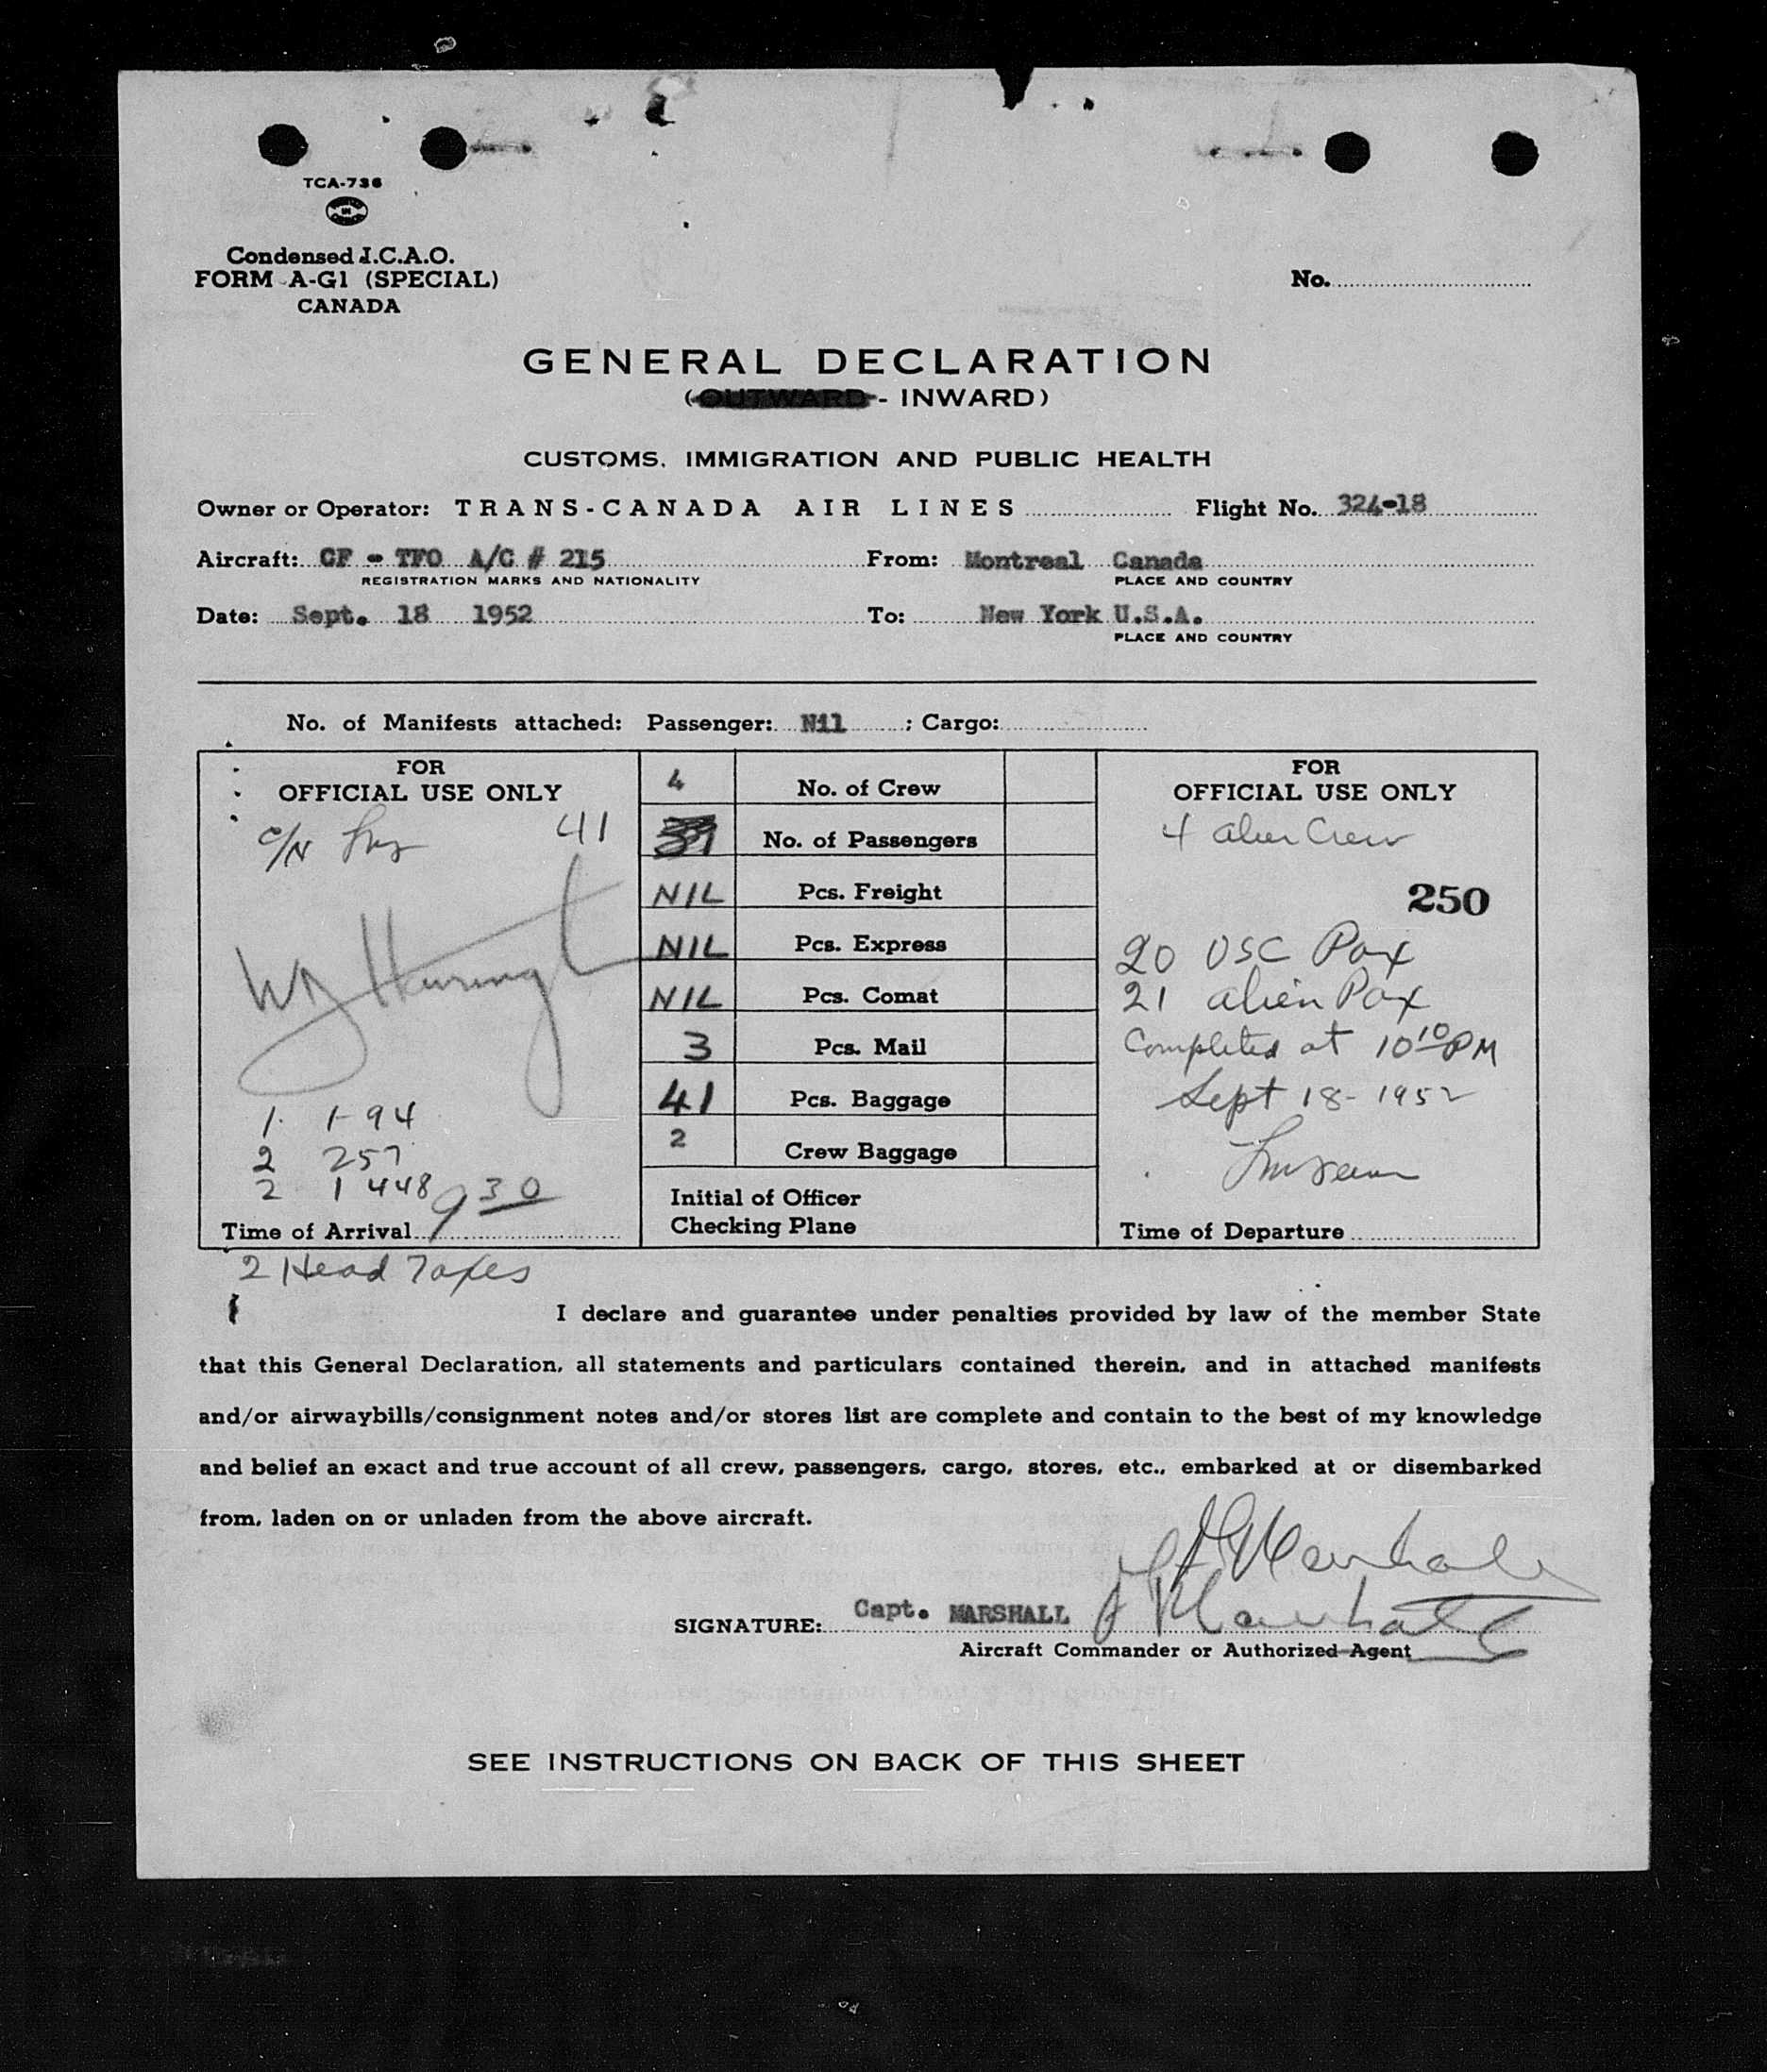 TCA-736
Condensed I.C.A.O.
FORM A-G1 (SPECIAL)
CANADA
No.
GENERAL DECLARATION
(OUTWARD - INWARD)
CUSTOMS, IMMIGRATION AND PUBLIC HEALTH
Owner or Operator: TRANS-CANADA AIR LINES Flight No. 324-18
Aircraft: CF - TFO A/C # 215 From: Montreal Canada
REGISTRATION MARKS AND NATIONALITY PLACE AND COUNTRY
Date: Sept. 18 1952 To: New York U.S.A.
PLACE AND COUNTRY
No. of Manifests attached: Passenger: Nil ; Cargo:
FOR
OFFICIAL USE ONLY
C/N 41
1. 1-94
2 257
2 I 448
Time of Arrival 9 30
2 Head Taxes
4 No. of Crew
No. of Passengers
NIL Pcs. Freight
NIL Pcs. Express
NIL Pcs. Comat
3 Pcs. Mail
41 Pcs. Baggage
2 Crew Baggage
Initial of Officer
Checking Plane
FOR
OFFICIAL USE ONLY
4 alien Crew
250
20 USC Pax
21 alien Pax
Completed at 10 10 PM
Sept 18 - 1952
Time of Departure
I declare and guarantee under penalties provided by law of the member State
that this General Declaration, all statements and particulars contained therein, and in attached manifests
and/or airwaybills/consignment notes and/or stores list are complete and contain to the best of my knowledge
and belief an exact and true account of all crew, passengers, cargo, stores, etc., embarked at or disembarked
from, laden on or unladen from the above aircraft.
Marshall
SIGNATURE: Capt. MARSHALL Marshall
Aircraft Commander or Authorized Agent
SEE INSTRUCTIONS ON BACK OF THIS SHEET